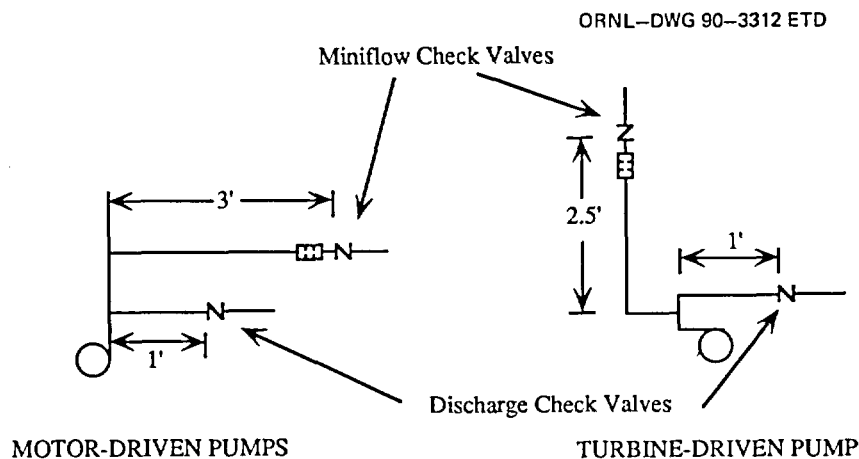 ORNL–DWG 90–3312 ETD
Miniflow Check Valves
3'
2.5'
1'
1'
Discharge Check Valves
MOTOR-DRIVEN PUMPS
TURBINE-DRIVEN PUMP